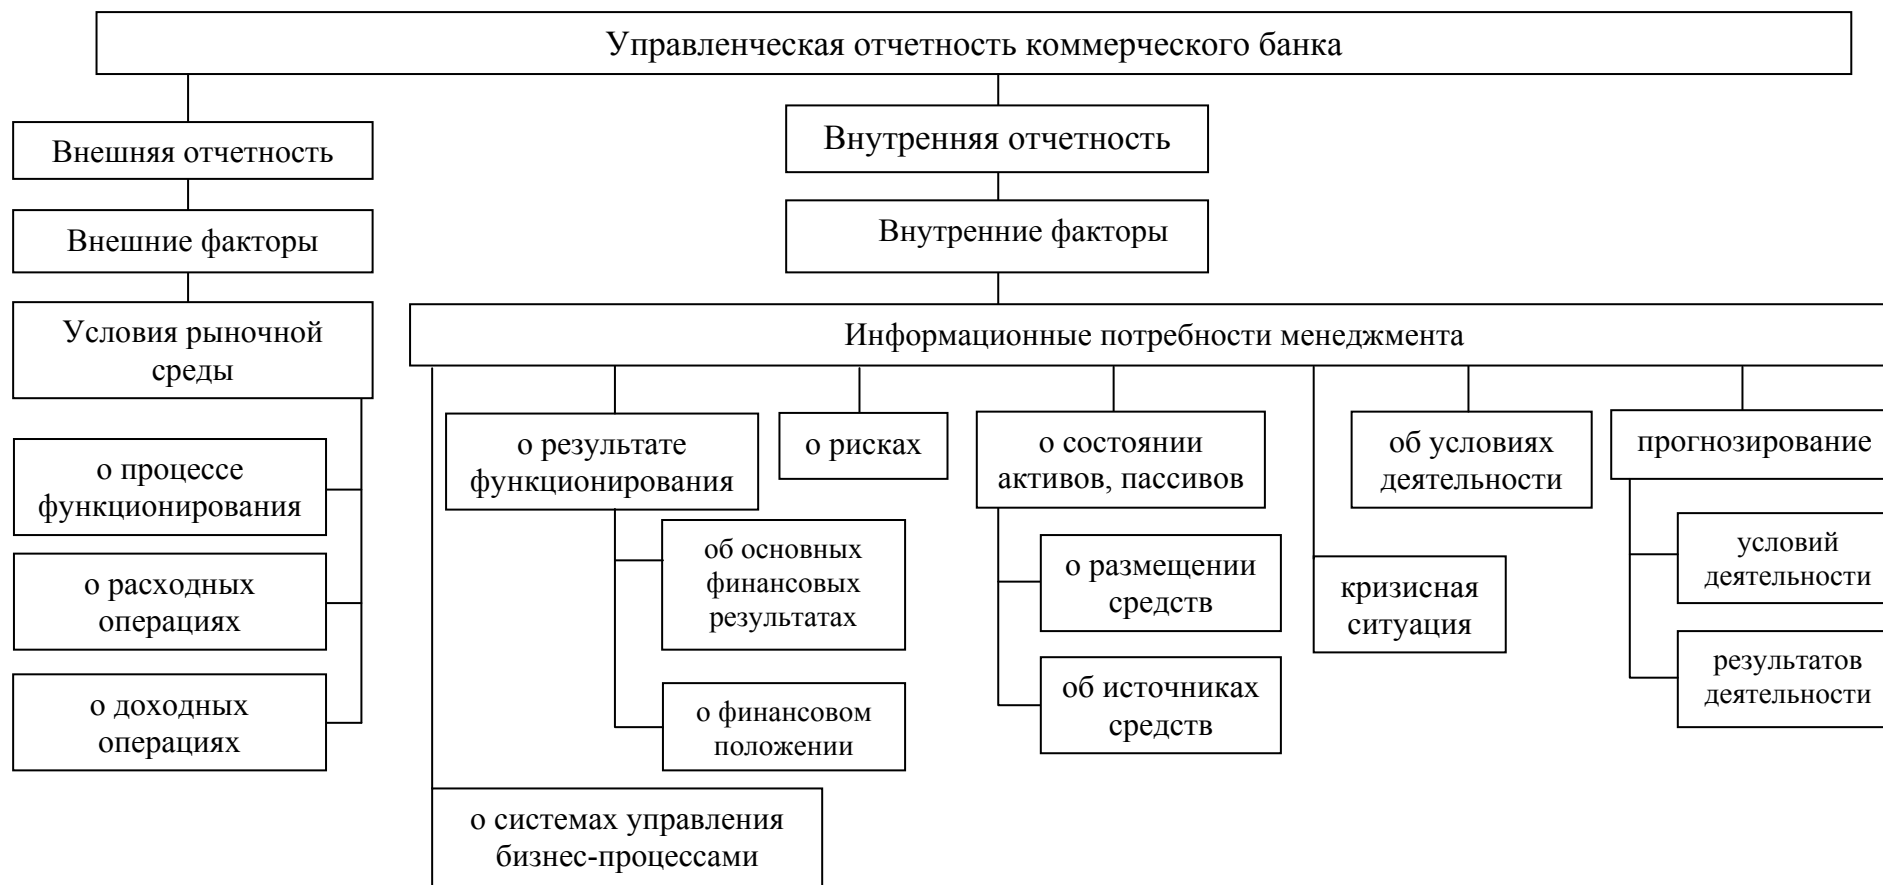 Управленческая отчетность коммерческого банка
Внешняя отчетность
Внутренняя отчетность
Внешние факторы
Внутренние факторы
Условия рыночной
среды
Информационные потребности менеджмента
о процессе
функционирования
о расходных
операциях
о доходных
операциях
о результате
функционирования
об основных
финансовых
результатах
о финансовом
положении
о рисках
о состоянии
активов, пассивов
о размещении
средств
об источниках
средств
кризисная
ситуация
об условиях
деятельности
прогнозирование
условий
деятельности
результатов
деятельности
о системах управления
бизнес-процессами